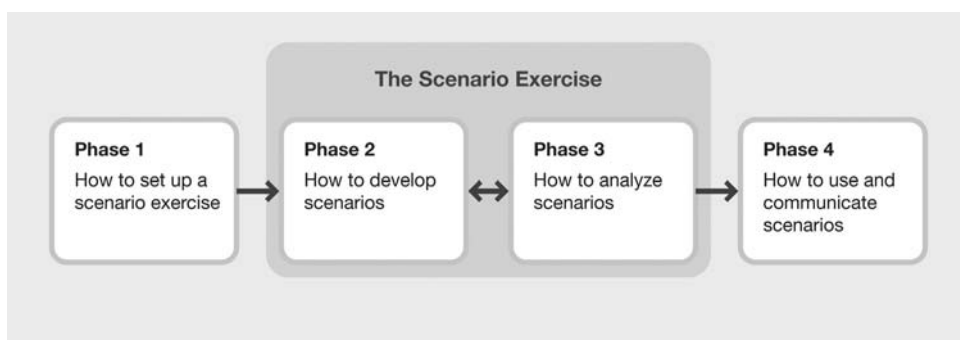 The Scenario Exercise
Phase 1
How to set up a
scenario exercise
Phase 2
How to develop
scenarios
Phase 3
How to analyze
scenarios
Phase 4
How to use and
communicate
scenarios